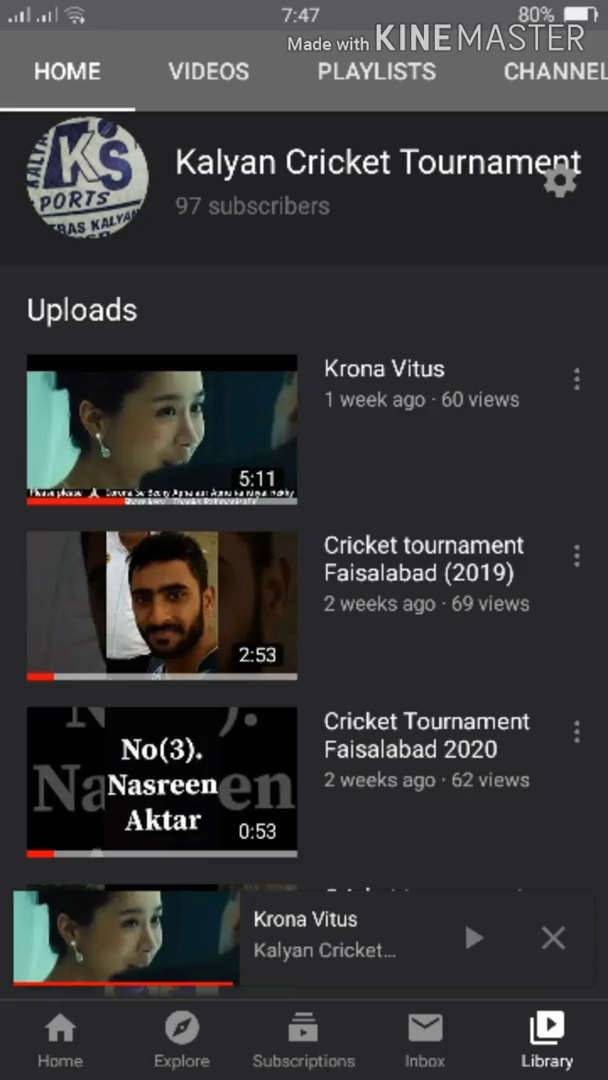 7:47
80%
Made with KINEMASTER
HOME
VIDEOS
PLAYLISTS
CHANNEL
KS
PORTS
RAS KALYA
Kalyan Cricket Tournament
97 subscribers
Uploads
Krona Vitus
1 week ago · 60 views
5:11
Cricket tournament
Faisalabad (2019)
2 weeks ago · 69 views
2:53
Cricket Tournament
Faisalabad 2020
2 weeks ago · 62 views
No(3).
Nasreen
Aktar
0:53
Krona Vitus
Kalyan Cricket...
Home
Explore
Subscriptions
Inbox
Library